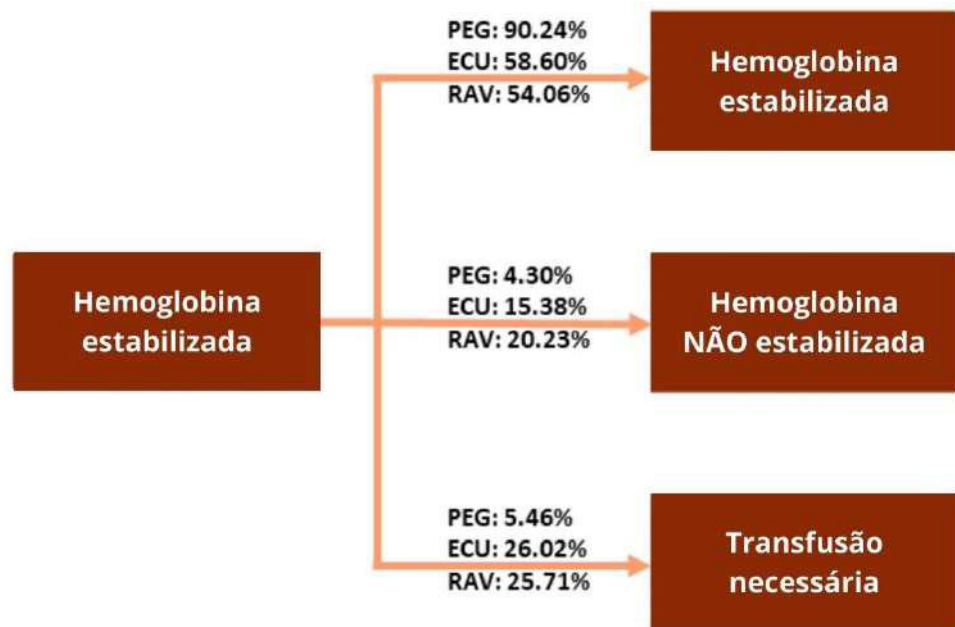 PEG: 90.24%
ECU: 58.60%
RAV: 54.06%
Hemoglobina
estabilizada
Hemoglobina
estabilizada
PEG: 4.30%
ECU: 15.38%
RAV: 20.23%
Hemoglobina
NÃO estabilizada
PEG: 5.46%
ECU: 26.02%
RAV: 25.71%
Transfusão
necessária